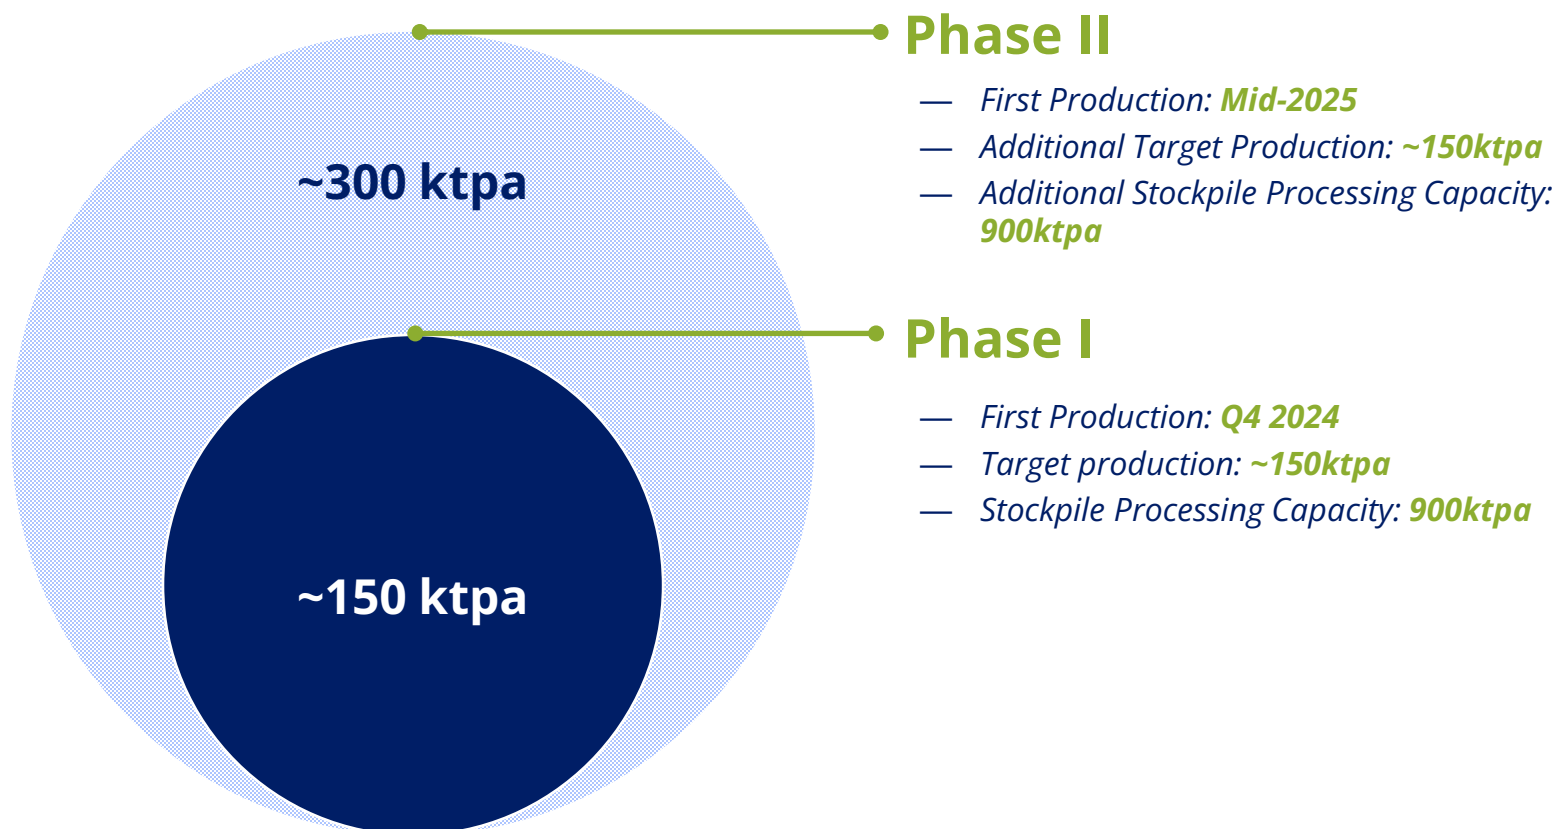 Phase II
— First Production: Mid-2025
— Additional Target Production: ~150ktpa
— Additional Stockpile Processing Capacity:
900ktpa
~300 ktpa
Phase I
— First Production: Q4 2024
— Target production: ~150ktpa
— Stockpile Processing Capacity: 900ktpa
~150 ktpa